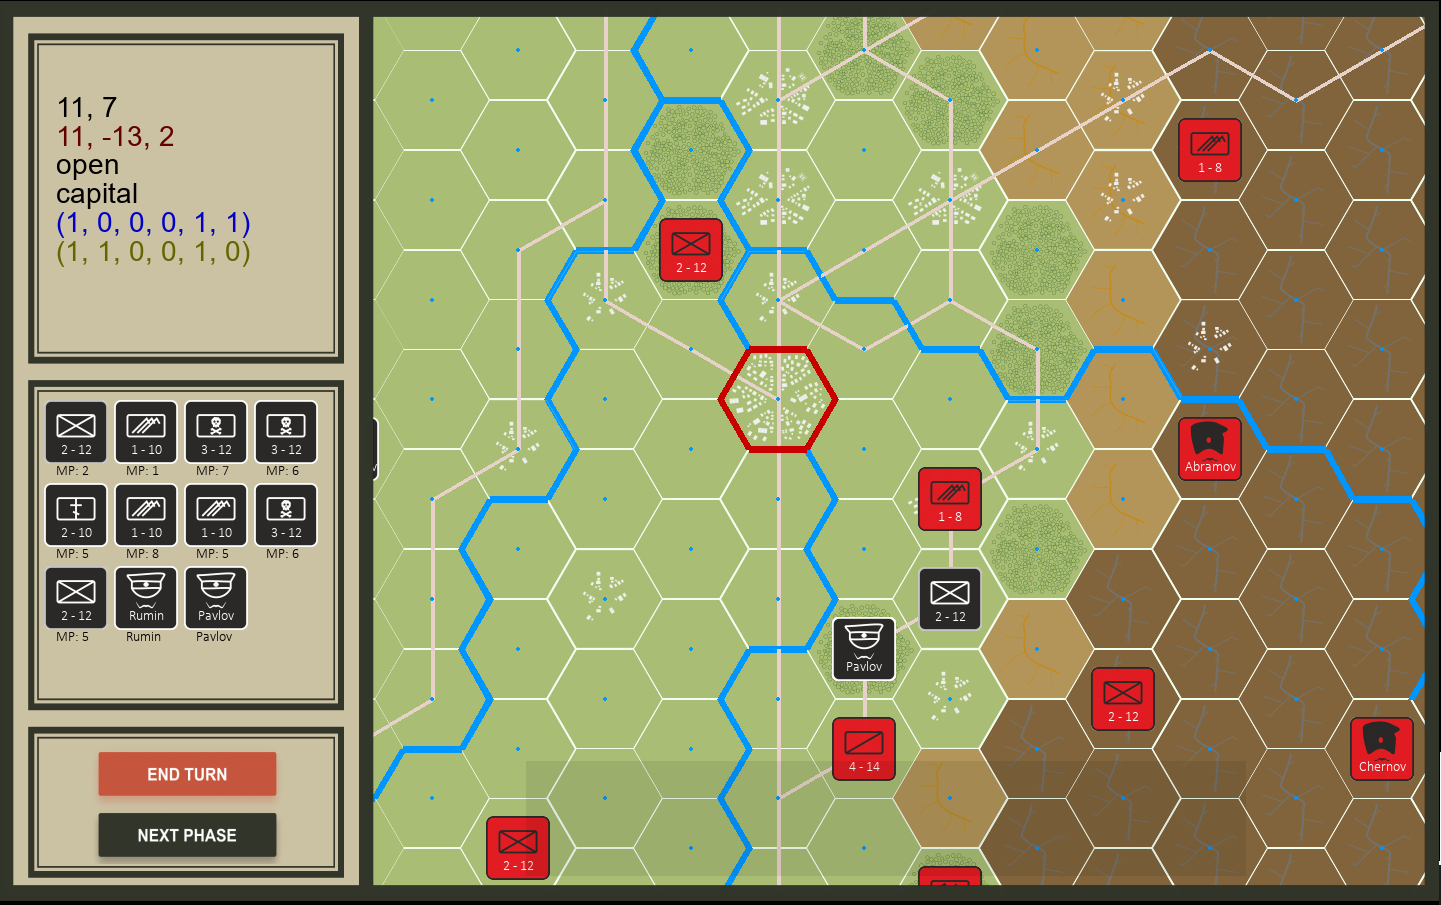 11, 7
11, -13, 2
open
capital
(1, 0, 0, 0, 1, 1)
(1, 1, 0, 0, 1, 0)
2 - 12
1 - 10
3 - 12
3 - 12
MP: 2
MP: 1
MP: 7
MP: 6
2 - 10
1 - 10
1 - 10
3 - 12
MP: 5
MP: 8
MP: 5
MP: 6
2 - 12
Rumin
Pavlov
MP: 5
Rumin
Pavlov
END TURN
NEXT PHASE
1 - 8
2 - 12
Abramov
1 - 8
2 - 12
Pavlov
2 - 12
4 - 14
Chernov
2 - 12